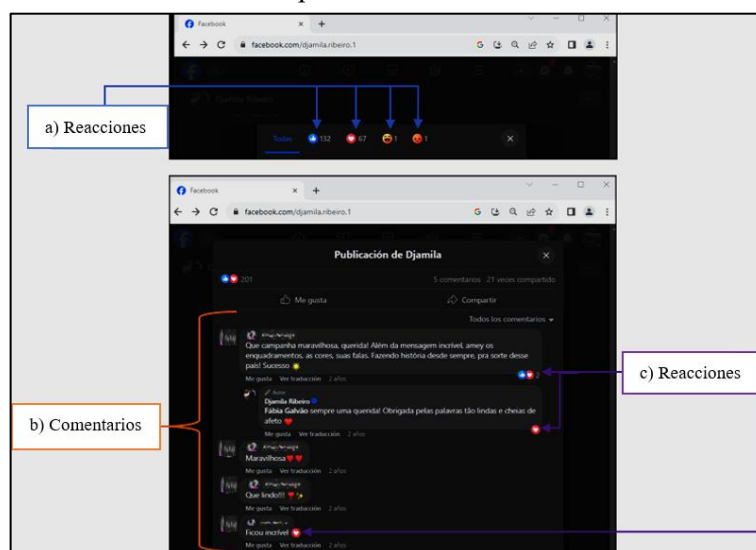 Facebook
facebook.com/djamila.ribeiro.1
Djamila Ribeiro
a) Reacciones
Todas 132 67 1 1
Facebook
facebook.com/djamila.ribeiro.1
Publicación de Djamila
201 5 comentarios 21 veces compartido
Me gusta Compartir
Todos los comentarios
Que campanha maravilhosa, querida! Além da mensagem incrível, amey os
enquadramentos, as cores, suas falas. Fazendo história desde sempre, pra sorte desse
país! Sucesso
Me gusta Ver traducción 2 años 2
c) Reacciones
Autor
Djamila Ribeiro
Fábia Galvão sempre uma querida! Obrigada pelas palavras tão lindas e cheias de
afeto
Me gusta Ver traducción 2 años
b) Comentarios
Maravilhosa
Me gusta Ver traducción 2 años
Que lindo!!!
Me gusta Ver traducción 2 años
Ficou incrível
Me gusta Ver traducción 2 años